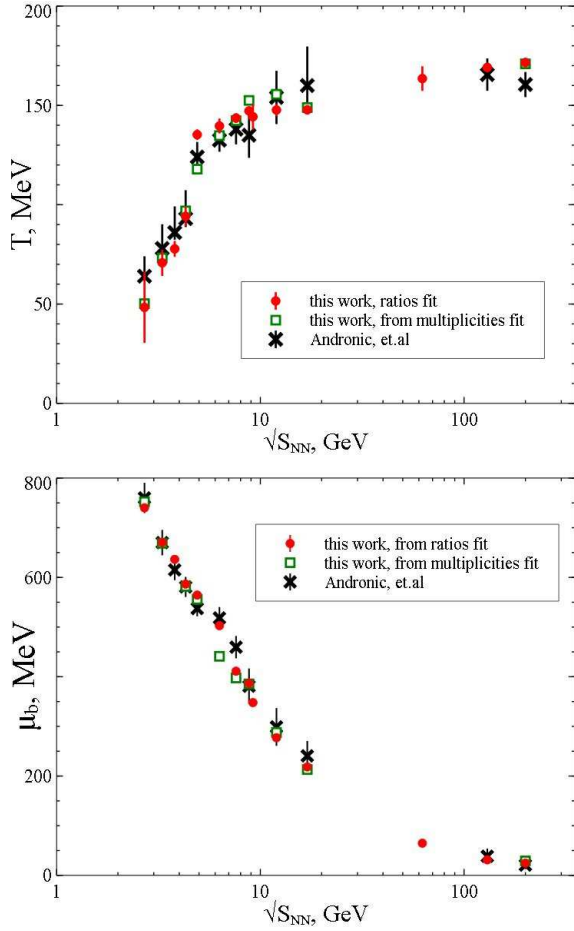 150
50
0
T, MeV
this work, ratios fit
this work, from multiplicities fit
Andronic, et.al
1
10
100
√S_NN, GeV
800
600
200
0
μ_b, MeV
this work, from ratios fit
this work, from multiplicities fit
Andronic, et.al
1
10
100
√S_NN, GeV